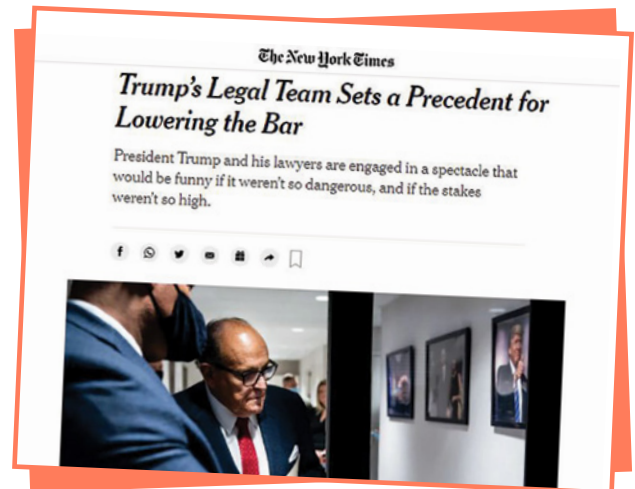 The New York Times
Trump's Legal Team Sets a Precedent for
Lowering the Bar
President Trump and his lawyers are engaged in a spectacle that
would be funny if it weren't so dangerous, and if the stakes
weren't so high.